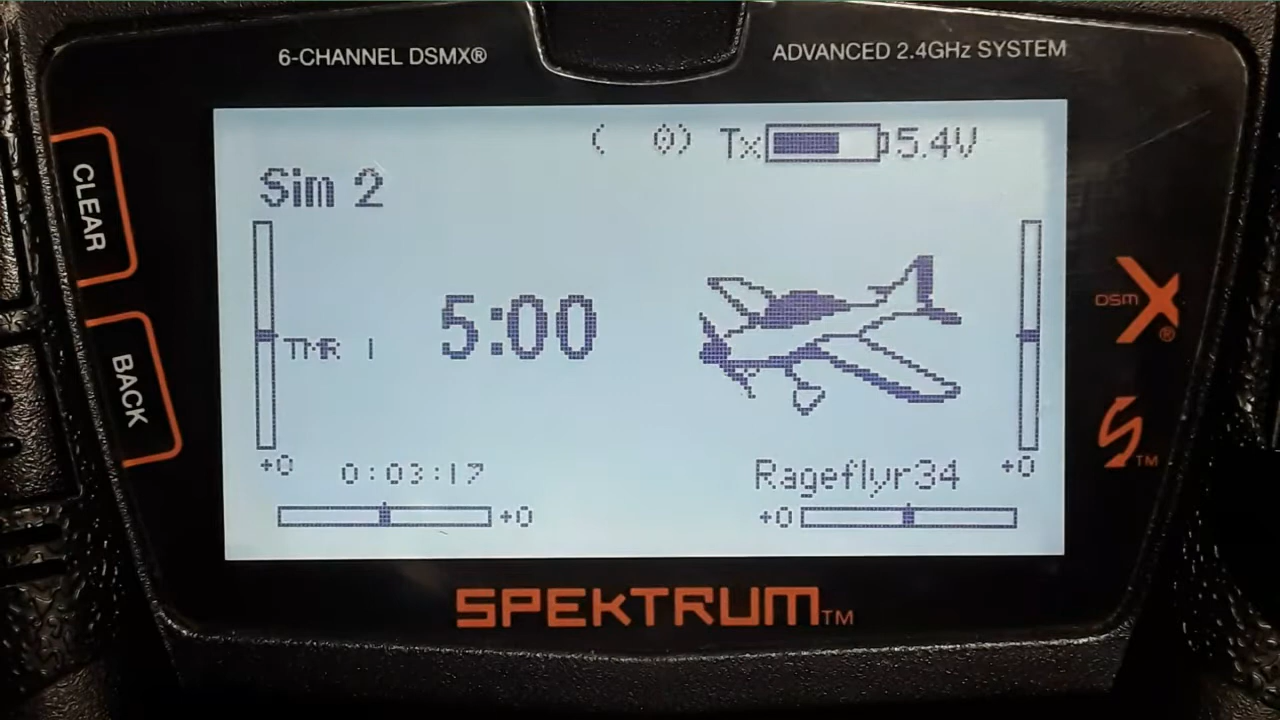 6-CHANNEL DSMX®
ADVANCED 2.4GHz SYSTEM
Tx 5.4V
Sim 2
CLEAR
BACK
TMR 1
5:00
DSM X®
™
+0
0:03:17
Rageflyr34
+0
+0
+0
SPEKTRUM™